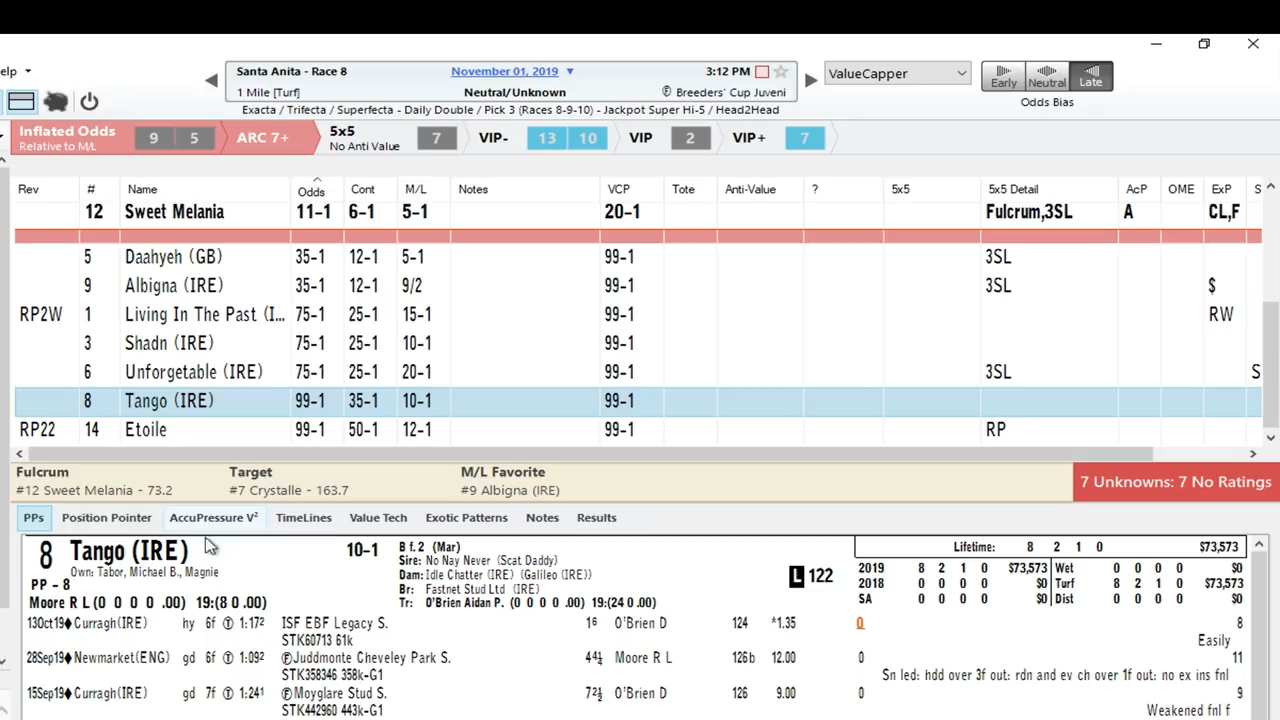 elp
Santa Anita - Race 8 November 01, 2019 3:12 PM
1 Mile [Turf] Neutral/Unknown Ⓕ Breeders' Cup Juveni
Exacta / Trifecta / Superfecta - Daily Double / Pick 3 (Races 8-9-10) - Jackpot Super Hi-5 / Head2Head
ValueCapper
Early Neutral Late
Odds Bias
Inflated Odds 9 5 ARC 7+ 5x5 7 VIP- 13 10 VIP 2 VIP+ 7
Relative to M/L No Anti Value
Rev # Name Odds Cont M/L Notes VCP Tote Anti-Value ? 5x5 5x5 Detail AcP OME ExP S
12 Sweet Melania 11-1 6-1 5-1 20-1 Fulcrum,3SL A CL,F
5 Daahyeh (GB) 35-1 12-1 5-1 99-1 3SL
9 Albigna (IRE) 35-1 12-1 9/2 99-1 3SL $
RP2W 1 Living In The Past (I... 75-1 25-1 15-1 99-1 RW
3 Shadn (IRE) 75-1 25-1 10-1 99-1
6 Unforgetable (IRE) 75-1 25-1 20-1 99-1 3SL S
8 Tango (IRE) 99-1 35-1 10-1 99-1
RP22 14 Etoile 99-1 50-1 12-1 99-1 RP
Fulcrum Target M/L Favorite
#12 Sweet Melania - 73.2 #7 Crystalle - 163.7 #9 Albigna (IRE)
7 Unknowns: 7 No Ratings
PPs Position Pointer AccuPressure V² TimeLines Value Tech Exotic Patterns Notes Results
8 Tango (IRE) 10-1
Own: Tabor, Michael B., Magnie
PP - 8
Moore R L (0 0 0 0 .00) 19:(8 0 .00)
B f. 2 (Mar)
Sire: No Nay Never (Scat Daddy)
Dam: Idle Chatter (IRE) (Galileo (IRE))
Br: Fastnet Stud Ltd (IRE)
Tr: O'Brien Aidan P. (0 0 0 0 .00) 19:(24 0 .00)
L 122
Lifetime: 8 2 1 0 $73,573
2019 8 2 1 0 $73,573 Wet 0 0 0 0 $0
2018 0 0 0 0 $0 Turf 8 2 1 0 $73,573
SA 0 0 0 0 $0 Dist 0 0 0 0 $0
13Oct19♦Curragh(IRE) hy 6f Ⓣ 1:17² ISF EBF Legacy S. 1⁶ O'Brien D 124 *1.35 0 8
STK60713 61k Easily
28Sep19♦Newmarket(ENG) gd 6f Ⓣ 1:09² ⒻJuddmonte Cheveley Park S. 44½ Moore R L 126b 12.00 0 11
STK358346 358k-G1 Sn led: hdd over 3f out: rdn and ev ch over 1f out: no ex ins fnl
15Sep19♦Curragh(IRE) gd 7f Ⓣ 1:24¹ ⒻMoyglare Stud S. 7²½ O'Brien D 126 9.00 0 9
STK442960 443k-G1 Weakened fnl f